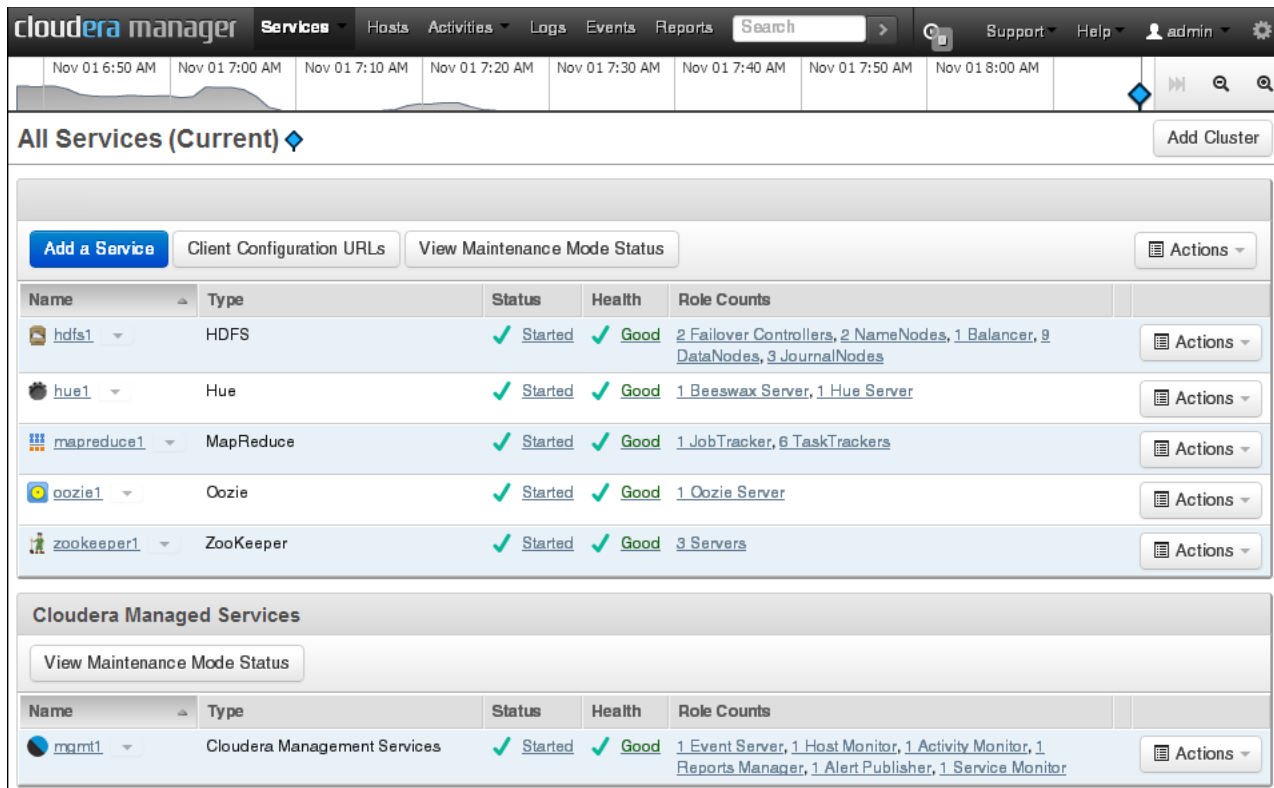 cloudera manager Services Hosts Activities Logs Events Reports Search Support Help admin
Nov 01 6:50 AM Nov 01 7:00 AM Nov 01 7:10 AM Nov 01 7:20 AM Nov 01 7:30 AM Nov 01 7:40 AM Nov 01 7:50 AM Nov 01 8:00 AM
All Services (Current) Add Cluster
Add a Service Client Configuration URLs View Maintenance Mode Status Actions
Name Type Status Health Role Counts
hdfs1 HDFS Started Good 2 Failover Controllers, 2 NameNodes, 1 Balancer, 9
DataNodes, 3 JournalNodes Actions
hue1 Hue Started Good 1 Beeswax Server, 1 Hue Server Actions
mapreduce1 MapReduce Started Good 1 JobTracker, 6 TaskTrackers Actions
oozie1 Oozie Started Good 1 Oozie Server Actions
zookeeper1 ZooKeeper Started Good 3 Servers Actions
Cloudera Managed Services
View Maintenance Mode Status
Name Type Status Health Role Counts
mgmt1 Cloudera Management Services Started Good 1 Event Server, 1 Host Monitor, 1 Activity Monitor, 1
Reports Manager, 1 Alert Publisher, 1 Service Monitor Actions